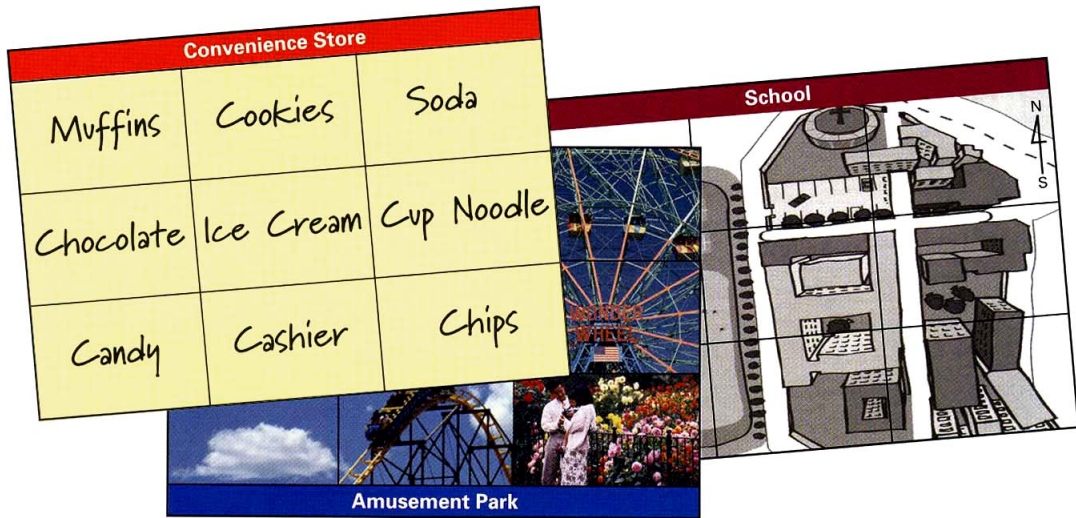 Convenience Store
Muffins Cookies Soda
Chocolate Ice Cream Cup Noodle
Candy Cashier Chips
School
N
S
WONDER
WHEEL
Amusement Park